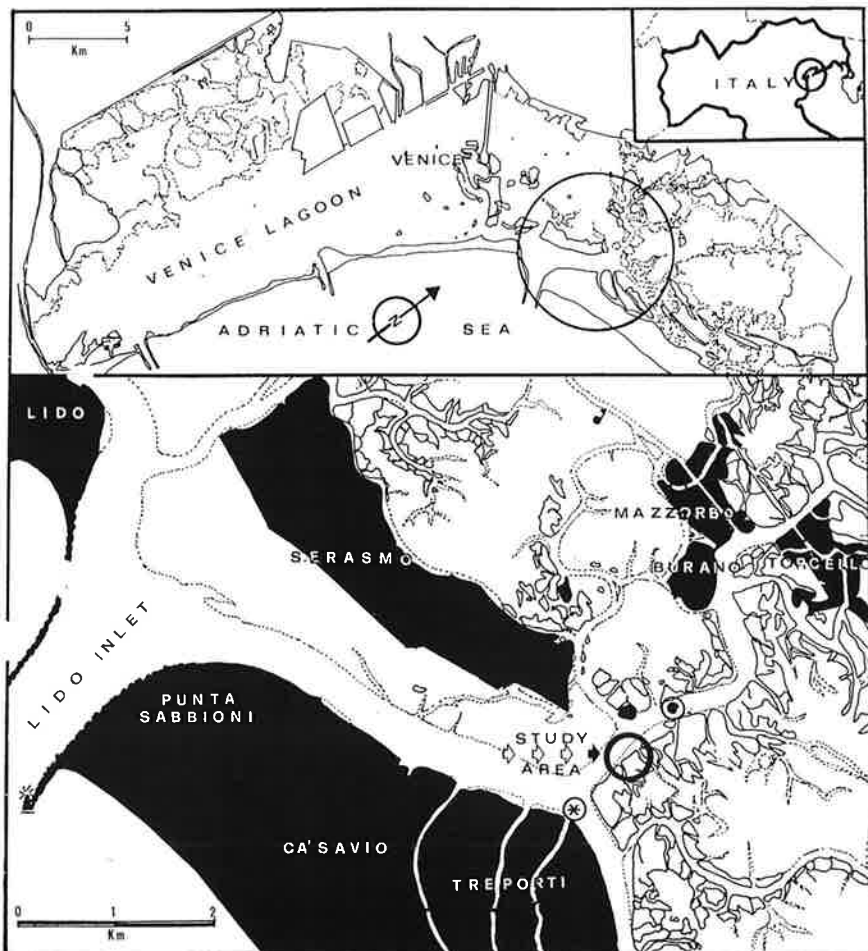 0 5
Km
ITALY
VENICE
VENICE LAGOON
ADRIATIC SEA
N
LIDO
MAZZORBO
S.ERASMO
BURANO
TORCELLO
LIDO INLET
PUNTA
SABBIONI
STUDY
AREA
CA'SAVIO
TREPORTI
0 1 2
Km